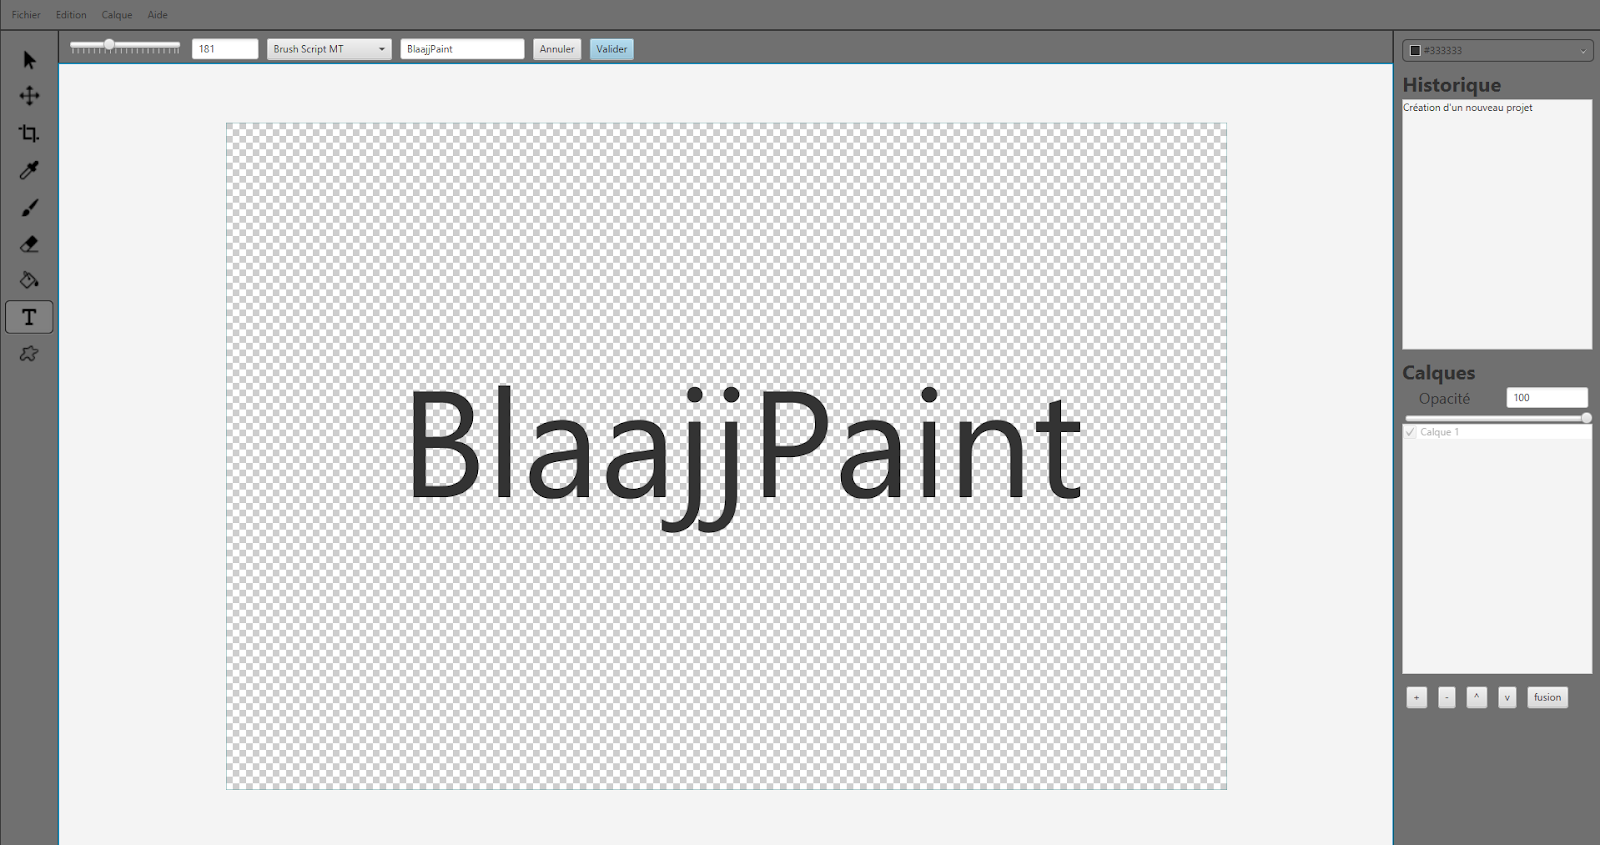 Fichier Edition Calque Aide
181 Brush Script MT BlaajjPaint Annuler Valider
#333333
Historique
Création d'un nouveau projet
T
BlaajjPaint
Calques
Opacité 100
Calque 1
+ - ^ v fusion